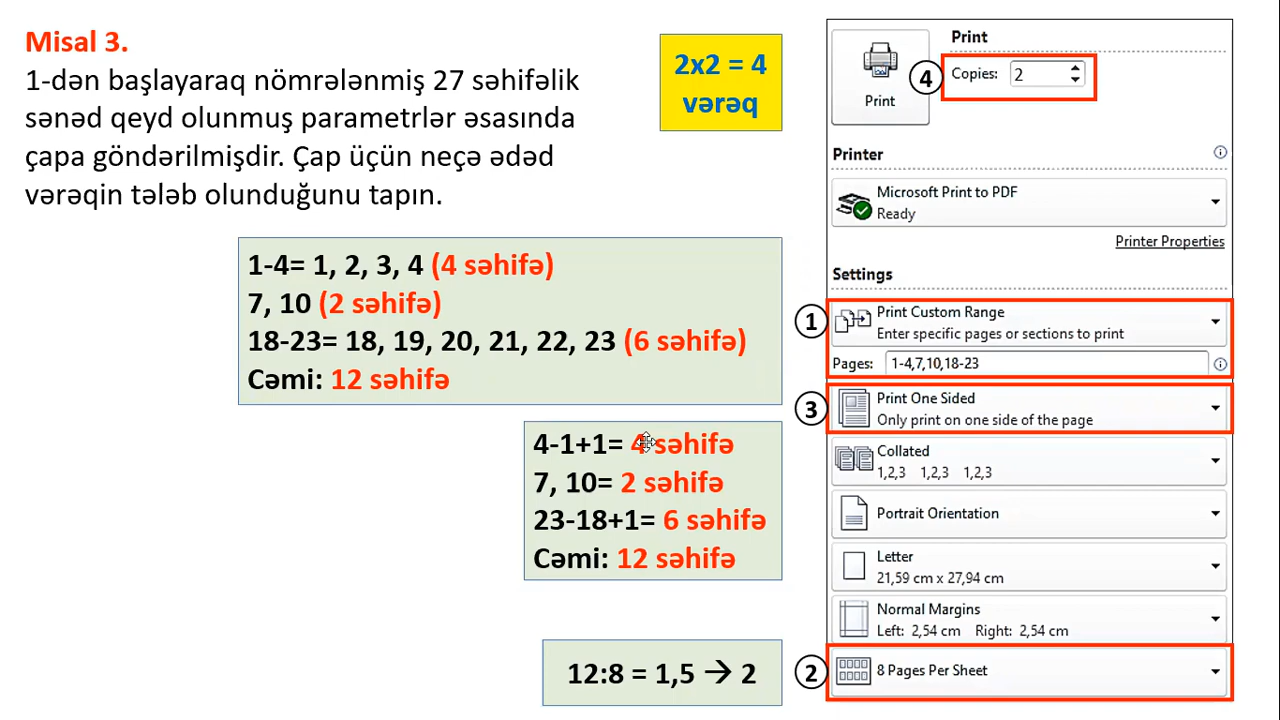 Misal 3.
1-dən başlayaraq nömrələnmiş 27 səhifəlik
sənəd qeyd olunmuş parametrlər əsasında
çapa göndərilmişdir. Çap üçün neçə ədəd
vərəqin tələb olunduğunu tapın.
2x2 = 4
vərəq
1-4= 1, 2, 3, 4 (4 səhifə)
7, 10 (2 səhifə)
18-23= 18, 19, 20, 21, 22, 23 (6 səhifə)
Cəmi: 12 səhifə
4-1+1= 4 səhifə
7, 10= 2 səhifə
23-18+1= 6 səhifə
Cəmi: 12 səhifə
12:8 = 1,5 → 2
Print
Print
4
Copies: 2
Printer
Microsoft Print to PDF
Ready
Printer Properties
Settings
1
Print Custom Range
Enter specific pages or sections to print
Pages: 1-4,7,10,18-23
3
Print One Sided
Only print on one side of the page
Collated
1,2,3 1,2,3 1,2,3
Portrait Orientation
Letter
21,59 cm x 27,94 cm
Normal Margins
Left: 2,54 cm Right: 2,54 cm
2
8 Pages Per Sheet